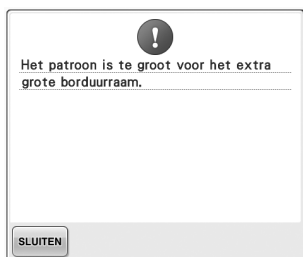 Het patroon is te groot voor het extra
grote borduurraam.
SLUITEN